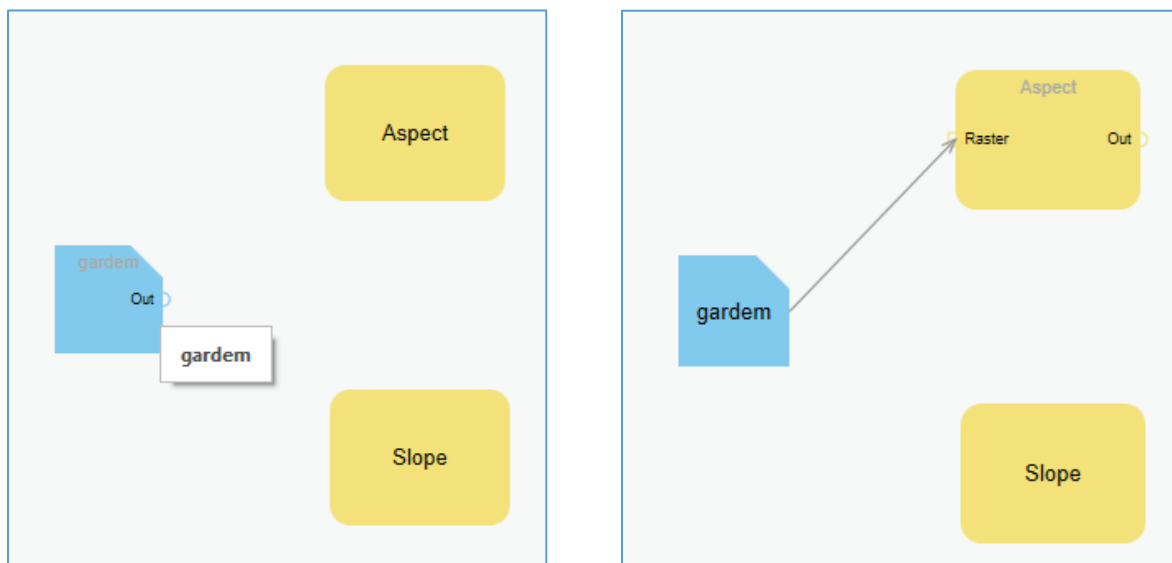 Aspect
gardem
Out
gardem
Slope
Aspect
Raster Out
gardem
Slope